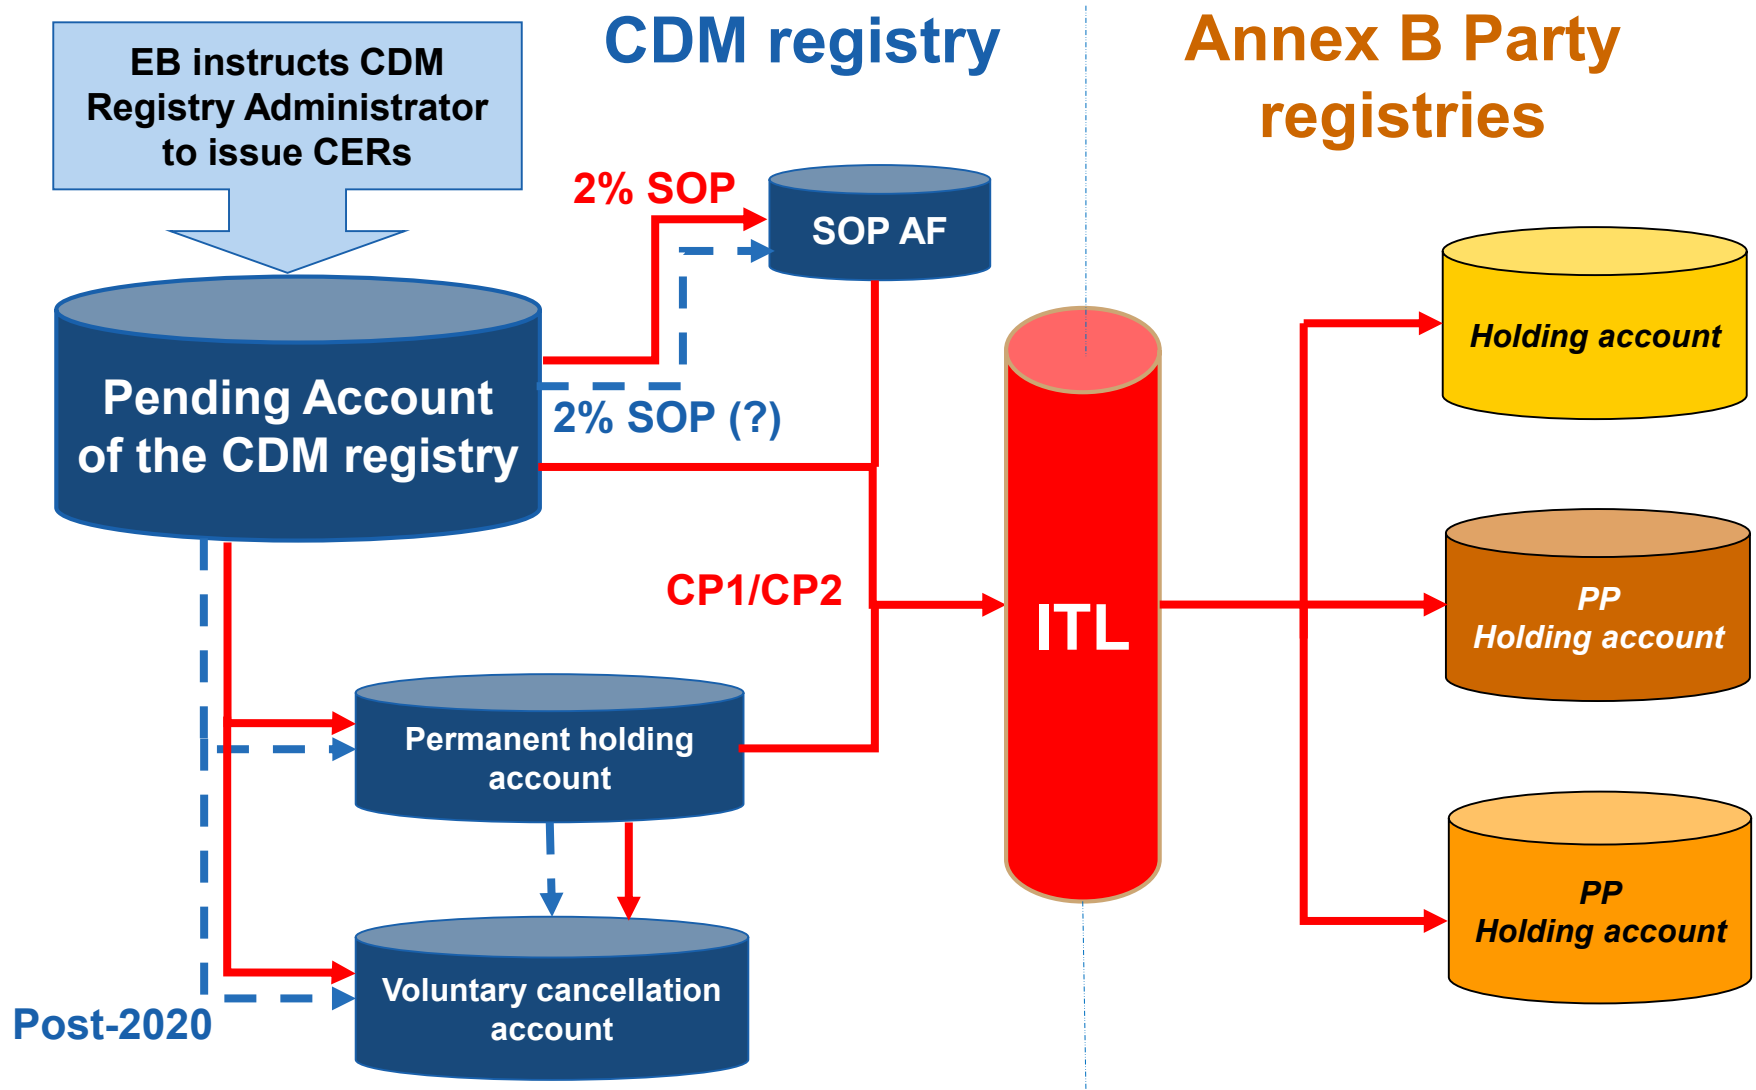 CDM registry
Annex B Party
registries
EB instructs CDM
Registry Administrator
to issue CERs
2% SOP
SOP AF
Pending Account
of the CDM registry
2% SOP (?)
Holding account
CP1/CP2
ITL
PP
Holding account
Permanent holding
account
PP
Holding account
Voluntary cancellation
account
Post-2020